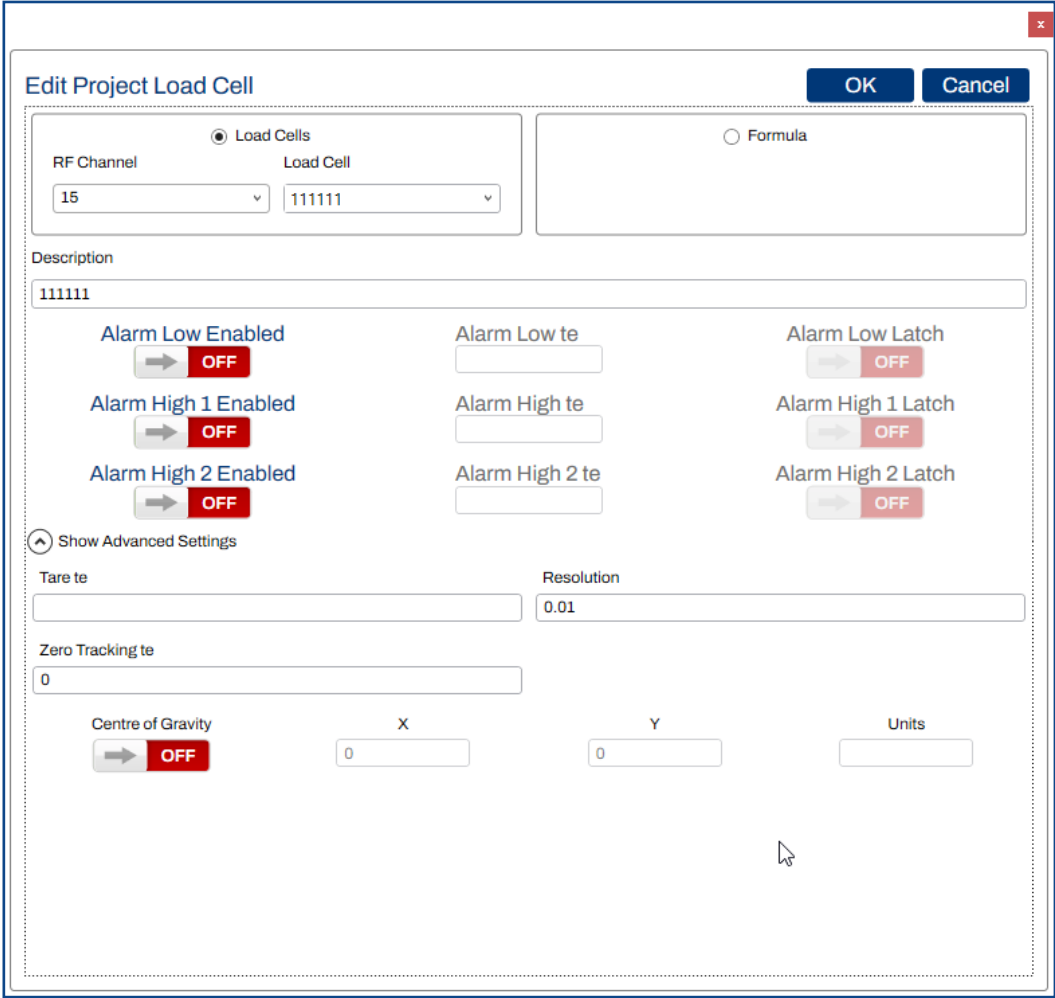 x
Edit Project Load Cell OK Cancel
Load Cells Formula
RF Channel Load Cell
15 111111
Description
111111
Alarm Low Enabled Alarm Low te Alarm Low Latch
OFF OFF
Alarm High 1 Enabled Alarm High te Alarm High 1 Latch
OFF OFF
Alarm High 2 Enabled Alarm High 2 te Alarm High 2 Latch
OFF OFF
Show Advanced Settings
Tare te Resolution
0.01
Zero Tracking te
0
Centre of Gravity X Y Units
OFF 0 0